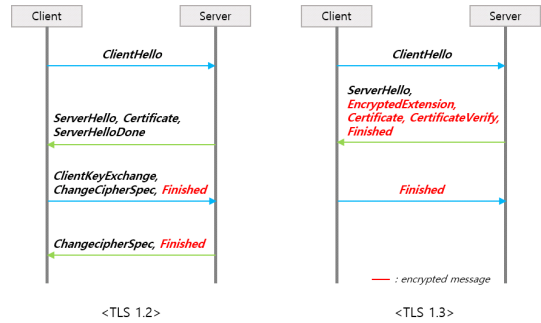 Client
Server
ClientHello
ServerHello, Certificate,
ServerHelloDone
ClientKeyExchange,
ChangeCipherSpec, Finished
ChangecipherSpec, Finished
<TLS 1.2>
Client
Server
ClientHello
ServerHello,
EncryptedExtension,
Certificate, CertificateVerify,
Finished
Finished
: encrypted message
<TLS 1.3>